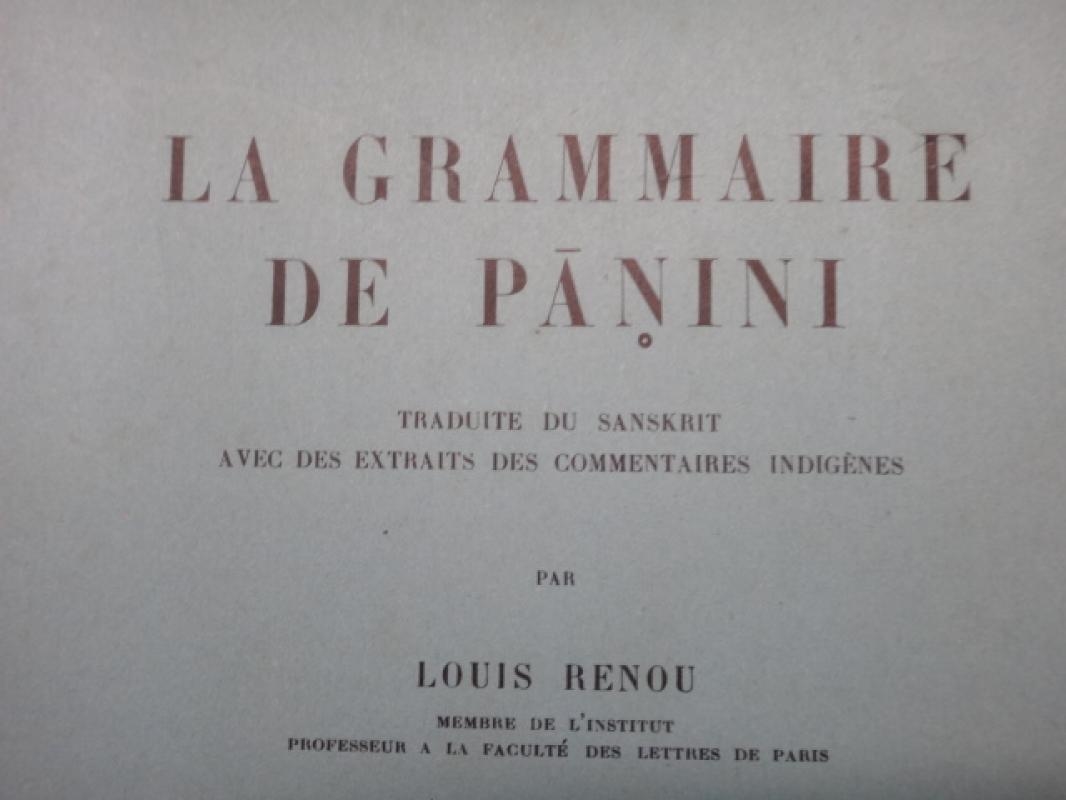 LA GRAMMAIRE
DE PĀṆINI
TRADUITE DU SANSKRIT
AVEC DES EXTRAITS DES COMMENTAIRES INDIGÈNES
PAR
LOUIS RENOU
MEMBRE DE L'INSTITUT
PROFESSEUR A LA FACULTÉ DES LETTRES DE PARIS